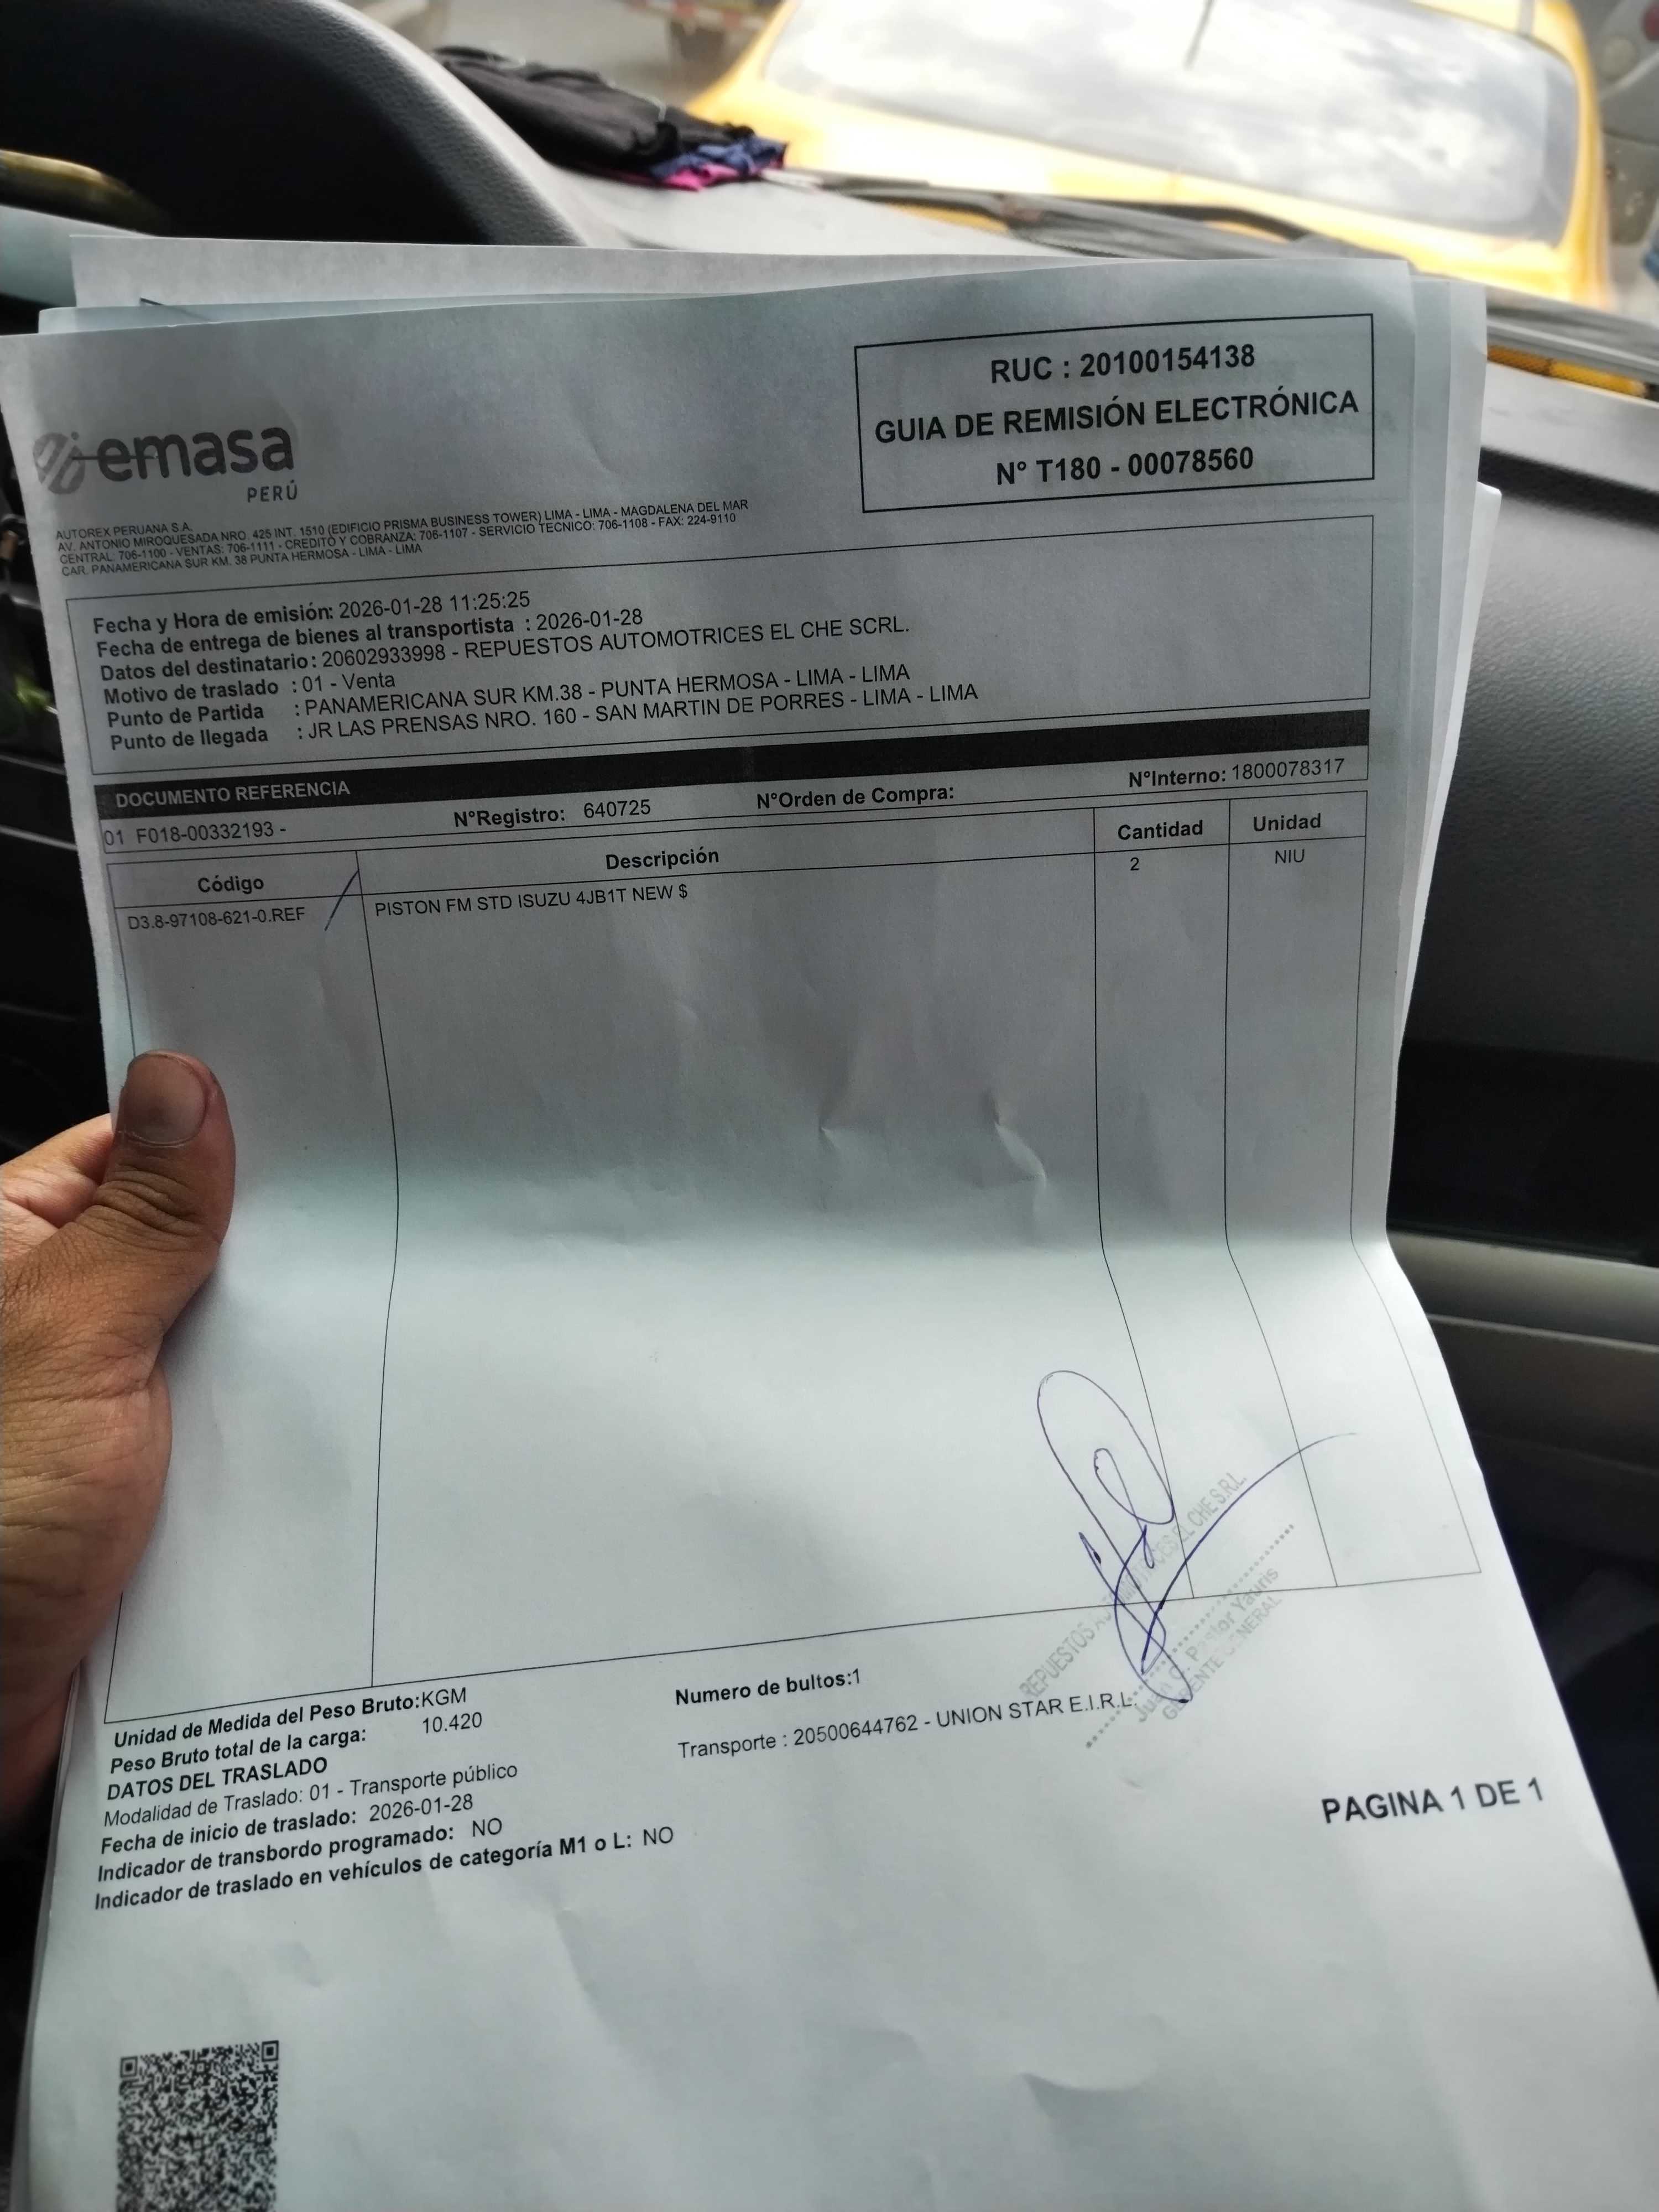 emasa
PERÚ
RUC : 20100154138
GUIA DE REMISIÓN ELECTRÓNICA
N° T180 - 00078560
AUTOREX PERUANA S.A.
AV. ANTONIO MIROQUESADA NRO. 425 INT. 1510 (EDIFICIO PRISMA BUSINESS TOWER) LIMA - LIMA - MAGDALENA DEL MAR
CENTRAL. 706-1100 - VENTAS: 706-1111 - CREDITO Y COBRANZA: 706-1107 - SERVICIO TECNICO: 706-1108 - FAX: 224-9110
CAR. PANAMERICANA SUR KM. 38 PUNTA HERMOSA - LIMA - LIMA
Fecha y Hora de emisión: 2026-01-28 11:25:25
Fecha de entrega de bienes al transportista : 2026-01-28
Datos del destinatario: 20602933998 - REPUESTOS AUTOMOTRICES EL CHE SCRL.
Motivo de traslado : 01 - Venta
Punto de Partida : PANAMERICANA SUR KM.38 - PUNTA HERMOSA - LIMA - LIMA
Punto de llegada : JR LAS PRENSAS NRO. 160 - SAN MARTIN DE PORRES - LIMA - LIMA
DOCUMENTO REFERENCIA
01 F018-00332193 - N°Registro: 640725 N°Orden de Compra: N°Interno: 1800078317
Código Descripción Cantidad Unidad
D3.8-97108-621-0.REF PISTON FM STD ISUZU 4JB1T NEW $ 2 NIU
REPUESTOS AUTOMOTRICES EL CHE S.R.L.
Juan C. Pastor Yauris
GERENTE GENERAL
Unidad de Medida del Peso Bruto:KGM Numero de bultos:1
Peso Bruto total de la carga: 10.420
DATOS DEL TRASLADO Transporte : 20500644762 - UNION STAR E.I.R.L.
Modalidad de Traslado: 01 - Transporte público
Fecha de inicio de traslado: 2026-01-28
Indicador de transbordo programado: NO
Indicador de traslado en vehículos de categoría M1 o L: NO
PAGINA 1 DE 1